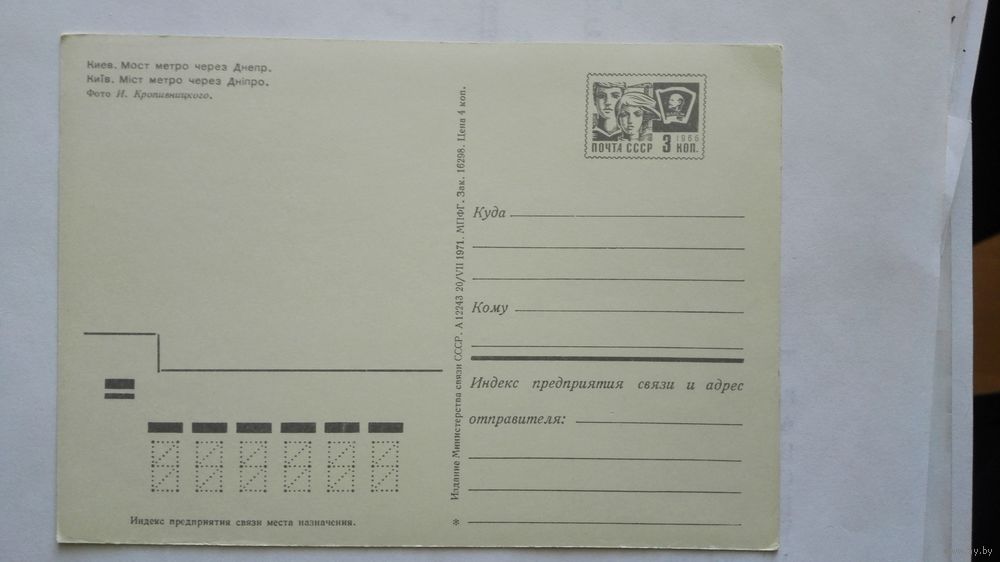 Киев. Мост метро через Днепр.
Київ. Міст метро через Дніпро.
Фото И. Кропивницкого.
1966
ПОЧТА СССР 3 КОП.
Издание Министерства связи СССР. А 12243 20/VII 1971. МПФГ. Зак. 16298. Цена 4 коп.
Куда
Кому
Индекс предприятия связи и адрес
отправителя:
Индекс предприятия связи места назначения.
*